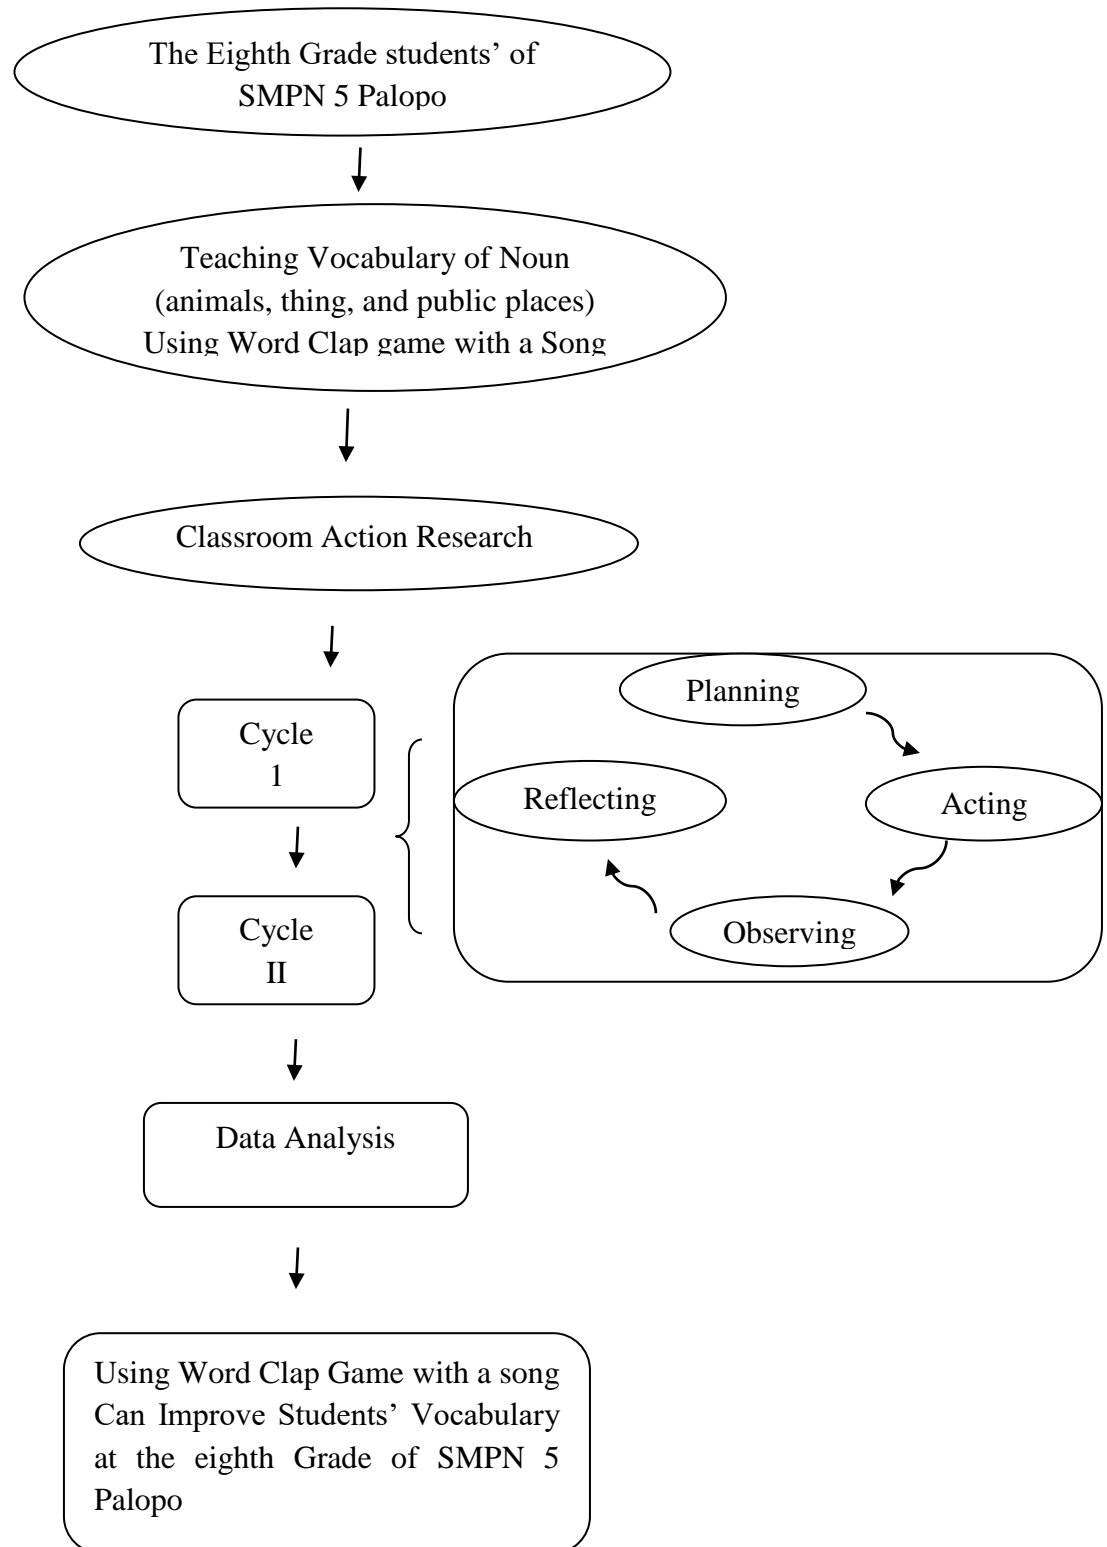 The Eighth Grade students’ of
SMPN 5 Palopo
Teaching Vocabulary of Noun
(animals, thing, and public places)
Using Word Clap game with a Song
Classroom Action Research
Planning
Cycle
1
Reflecting
Acting
Cycle
II
Observing
Data Analysis
Using Word Clap Game with a song
Can Improve Students’ Vocabulary
at the eighth Grade of SMPN 5
Palopo